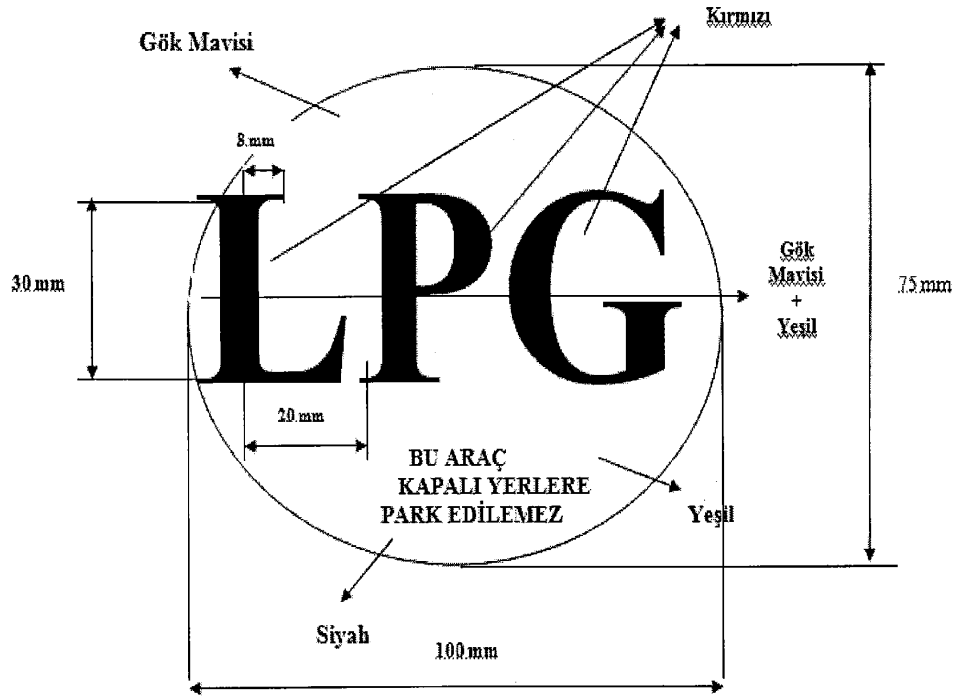 Kırmızı
Gök Mavisi
8 mm
LPG
30 mm
Gök
Mavisi
+
Yeşil
75 mm
20 mm
BU ARAÇ
KAPALI YERLERE
PARK EDİLEMEZ
Yeşil
Siyah
100 mm